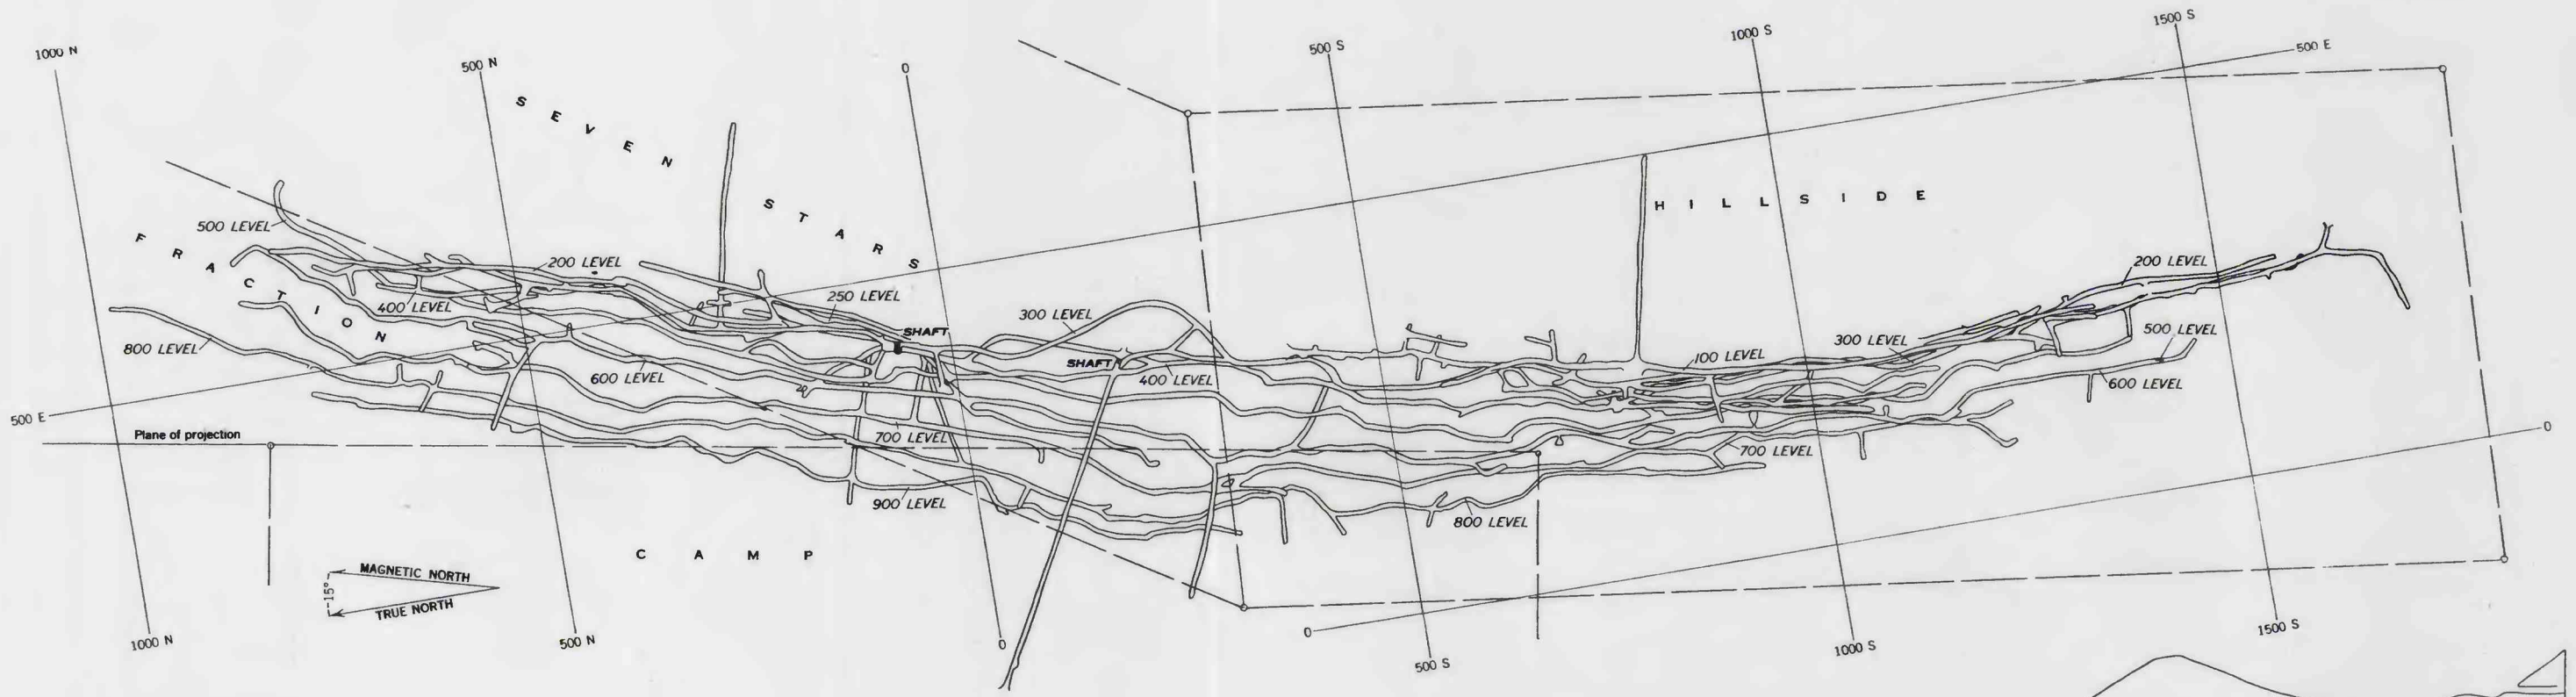 1000 N
500 N
0
500 S
1000 S
1500 S
500 E
SEVEN STARS
HILLSIDE
FRACTION
500 LEVEL
200 LEVEL
400 LEVEL
250 LEVEL
300 LEVEL
SHAFT
SHAFT
400 LEVEL
100 LEVEL
300 LEVEL
200 LEVEL
500 LEVEL
600 LEVEL
800 LEVEL
600 LEVEL
500 E
Plane of projection
700 LEVEL
700 LEVEL
0
900 LEVEL
800 LEVEL
CAMP
MAGNETIC NORTH
15°
TRUE NORTH
1000 N
500 N
0
0
500 S
1000 S
1500 S